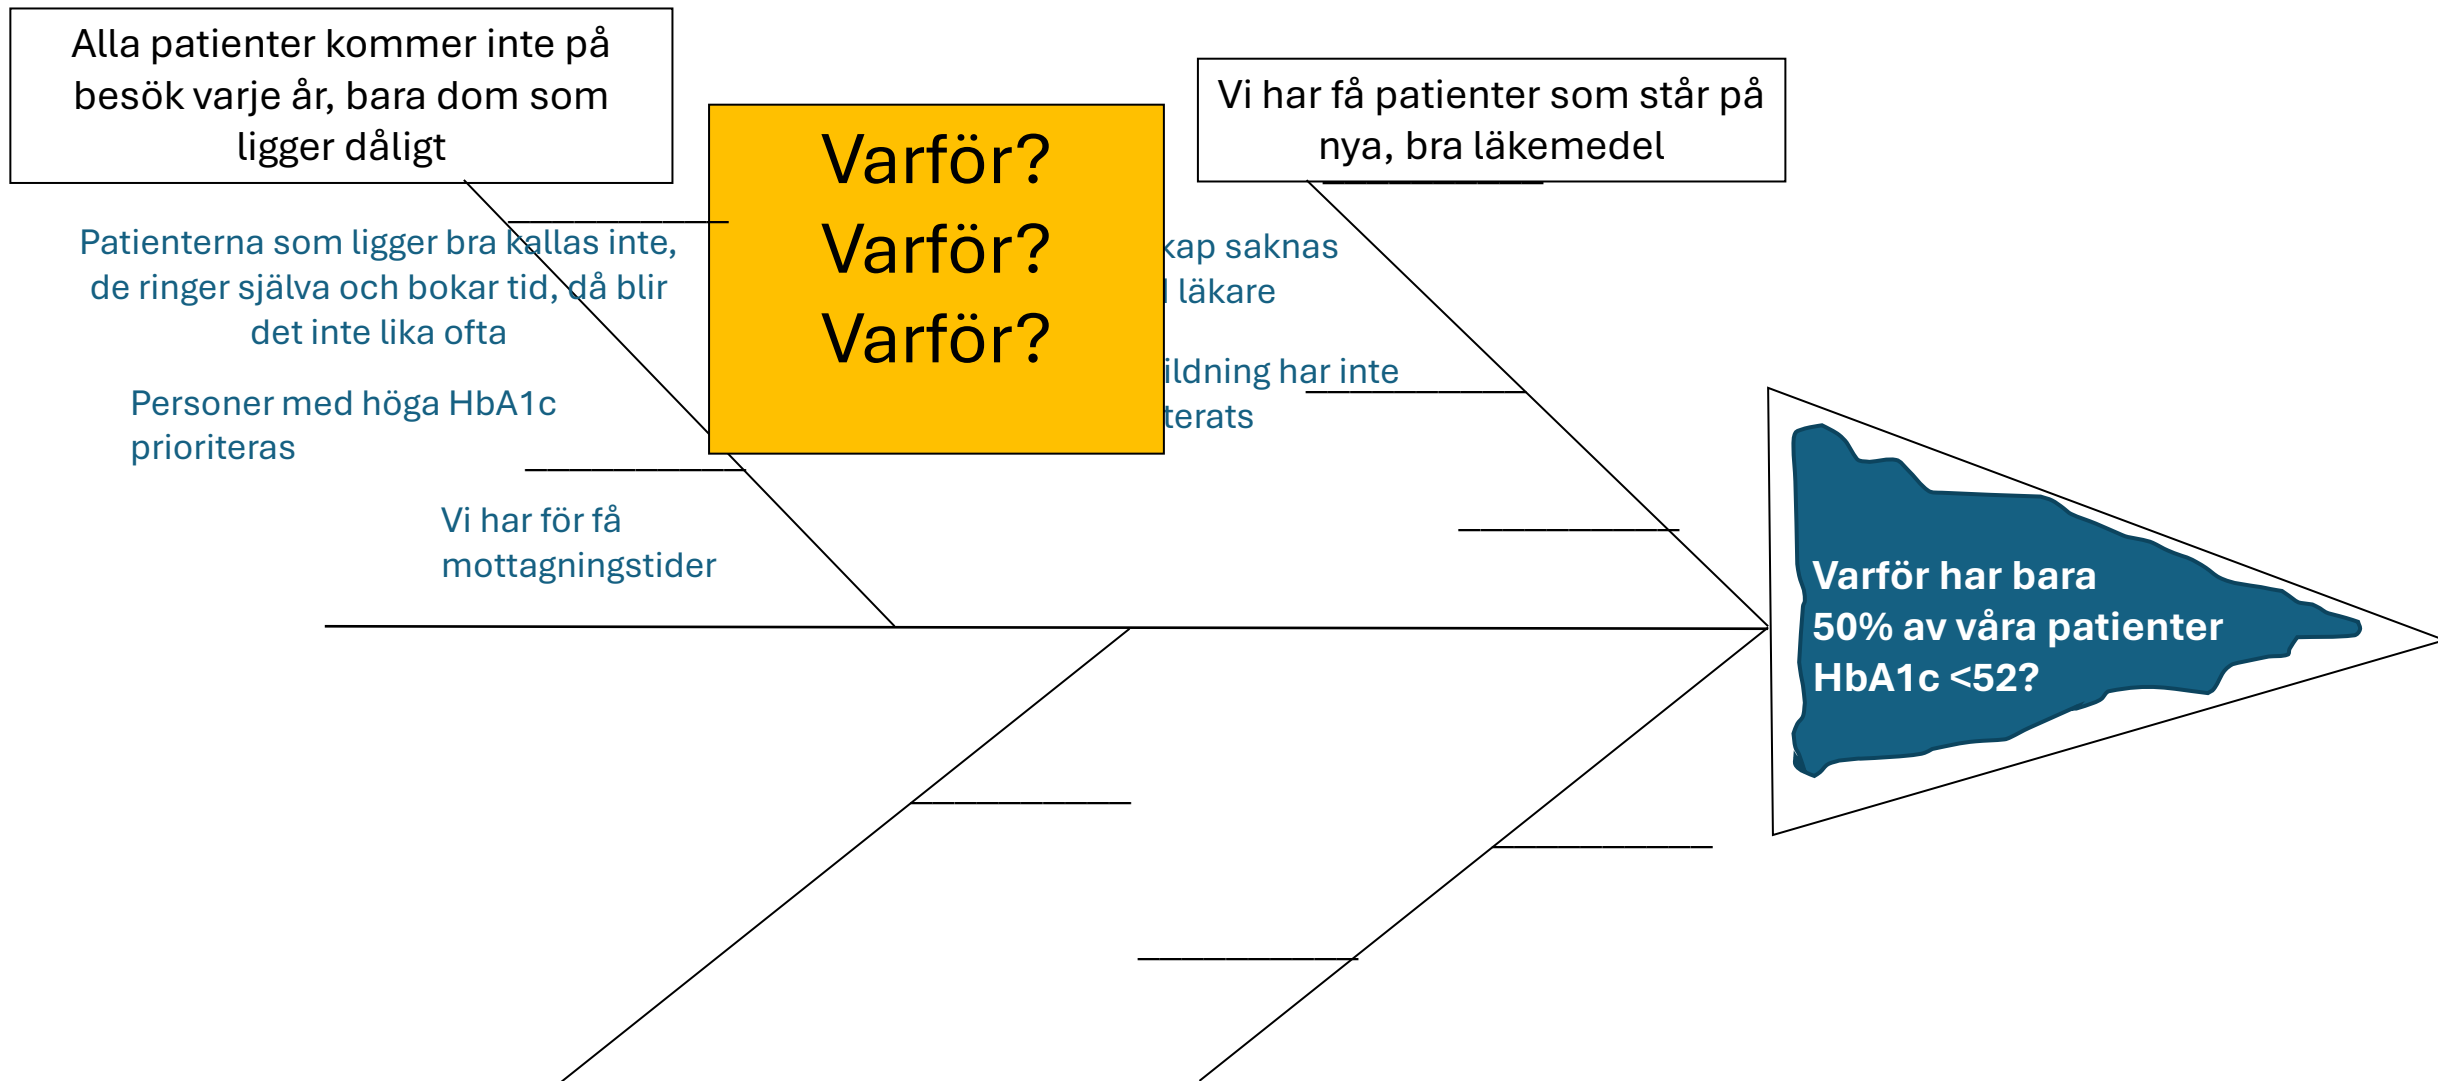 Alla patienter kommer inte på
besök varje år, bara dom som
ligger dåligt
Varför?
Varför?
Varför?
Vi har få patienter som står på
nya, bra läkemedel
Patienterna som ligger bra kallas inte,
de ringer själva och bokar tid, då blir
det inte lika ofta
Personer med höga HbA1c
prioriteras
Vi har för få
mottagningstider
saknas
läkare
har inte
Varför har bara
50% av våra patienter
HbA1c <52?